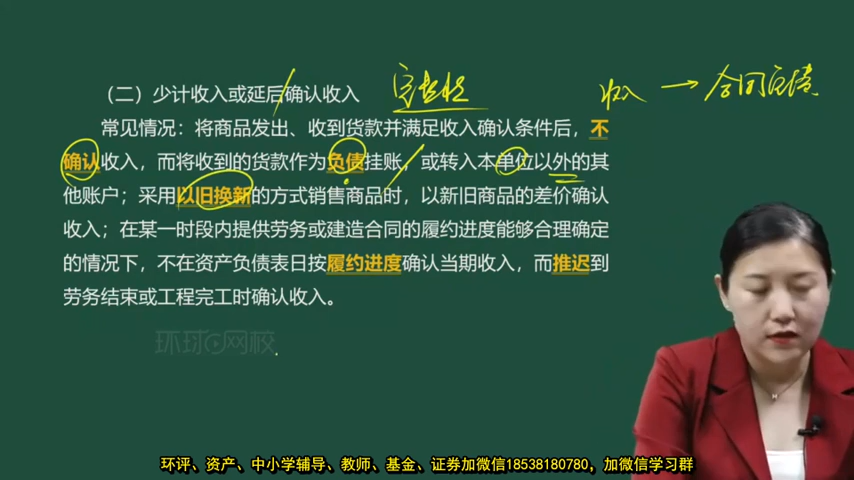 （二）少计收入或延后确认收入
完整性
收入 → 合同负债
常见情况：将商品发出、收到货款并满足收入确认条件后，不
确认收入，而将收到的货款作为负债挂账，或转入本单位以外的其
他账户；采用以旧换新的方式销售商品时，以新旧商品的差价确认
收入；在某一时段内提供劳务或建造合同的履约进度能够合理确定
的情况下，不在资产负债表日按履约进度确认当期收入，而推迟到
劳务结束或工程完工时确认收入。
环球网校
环评、资产、中小学辅导、教师、基金、证券加微信18538180780，加微信学习群